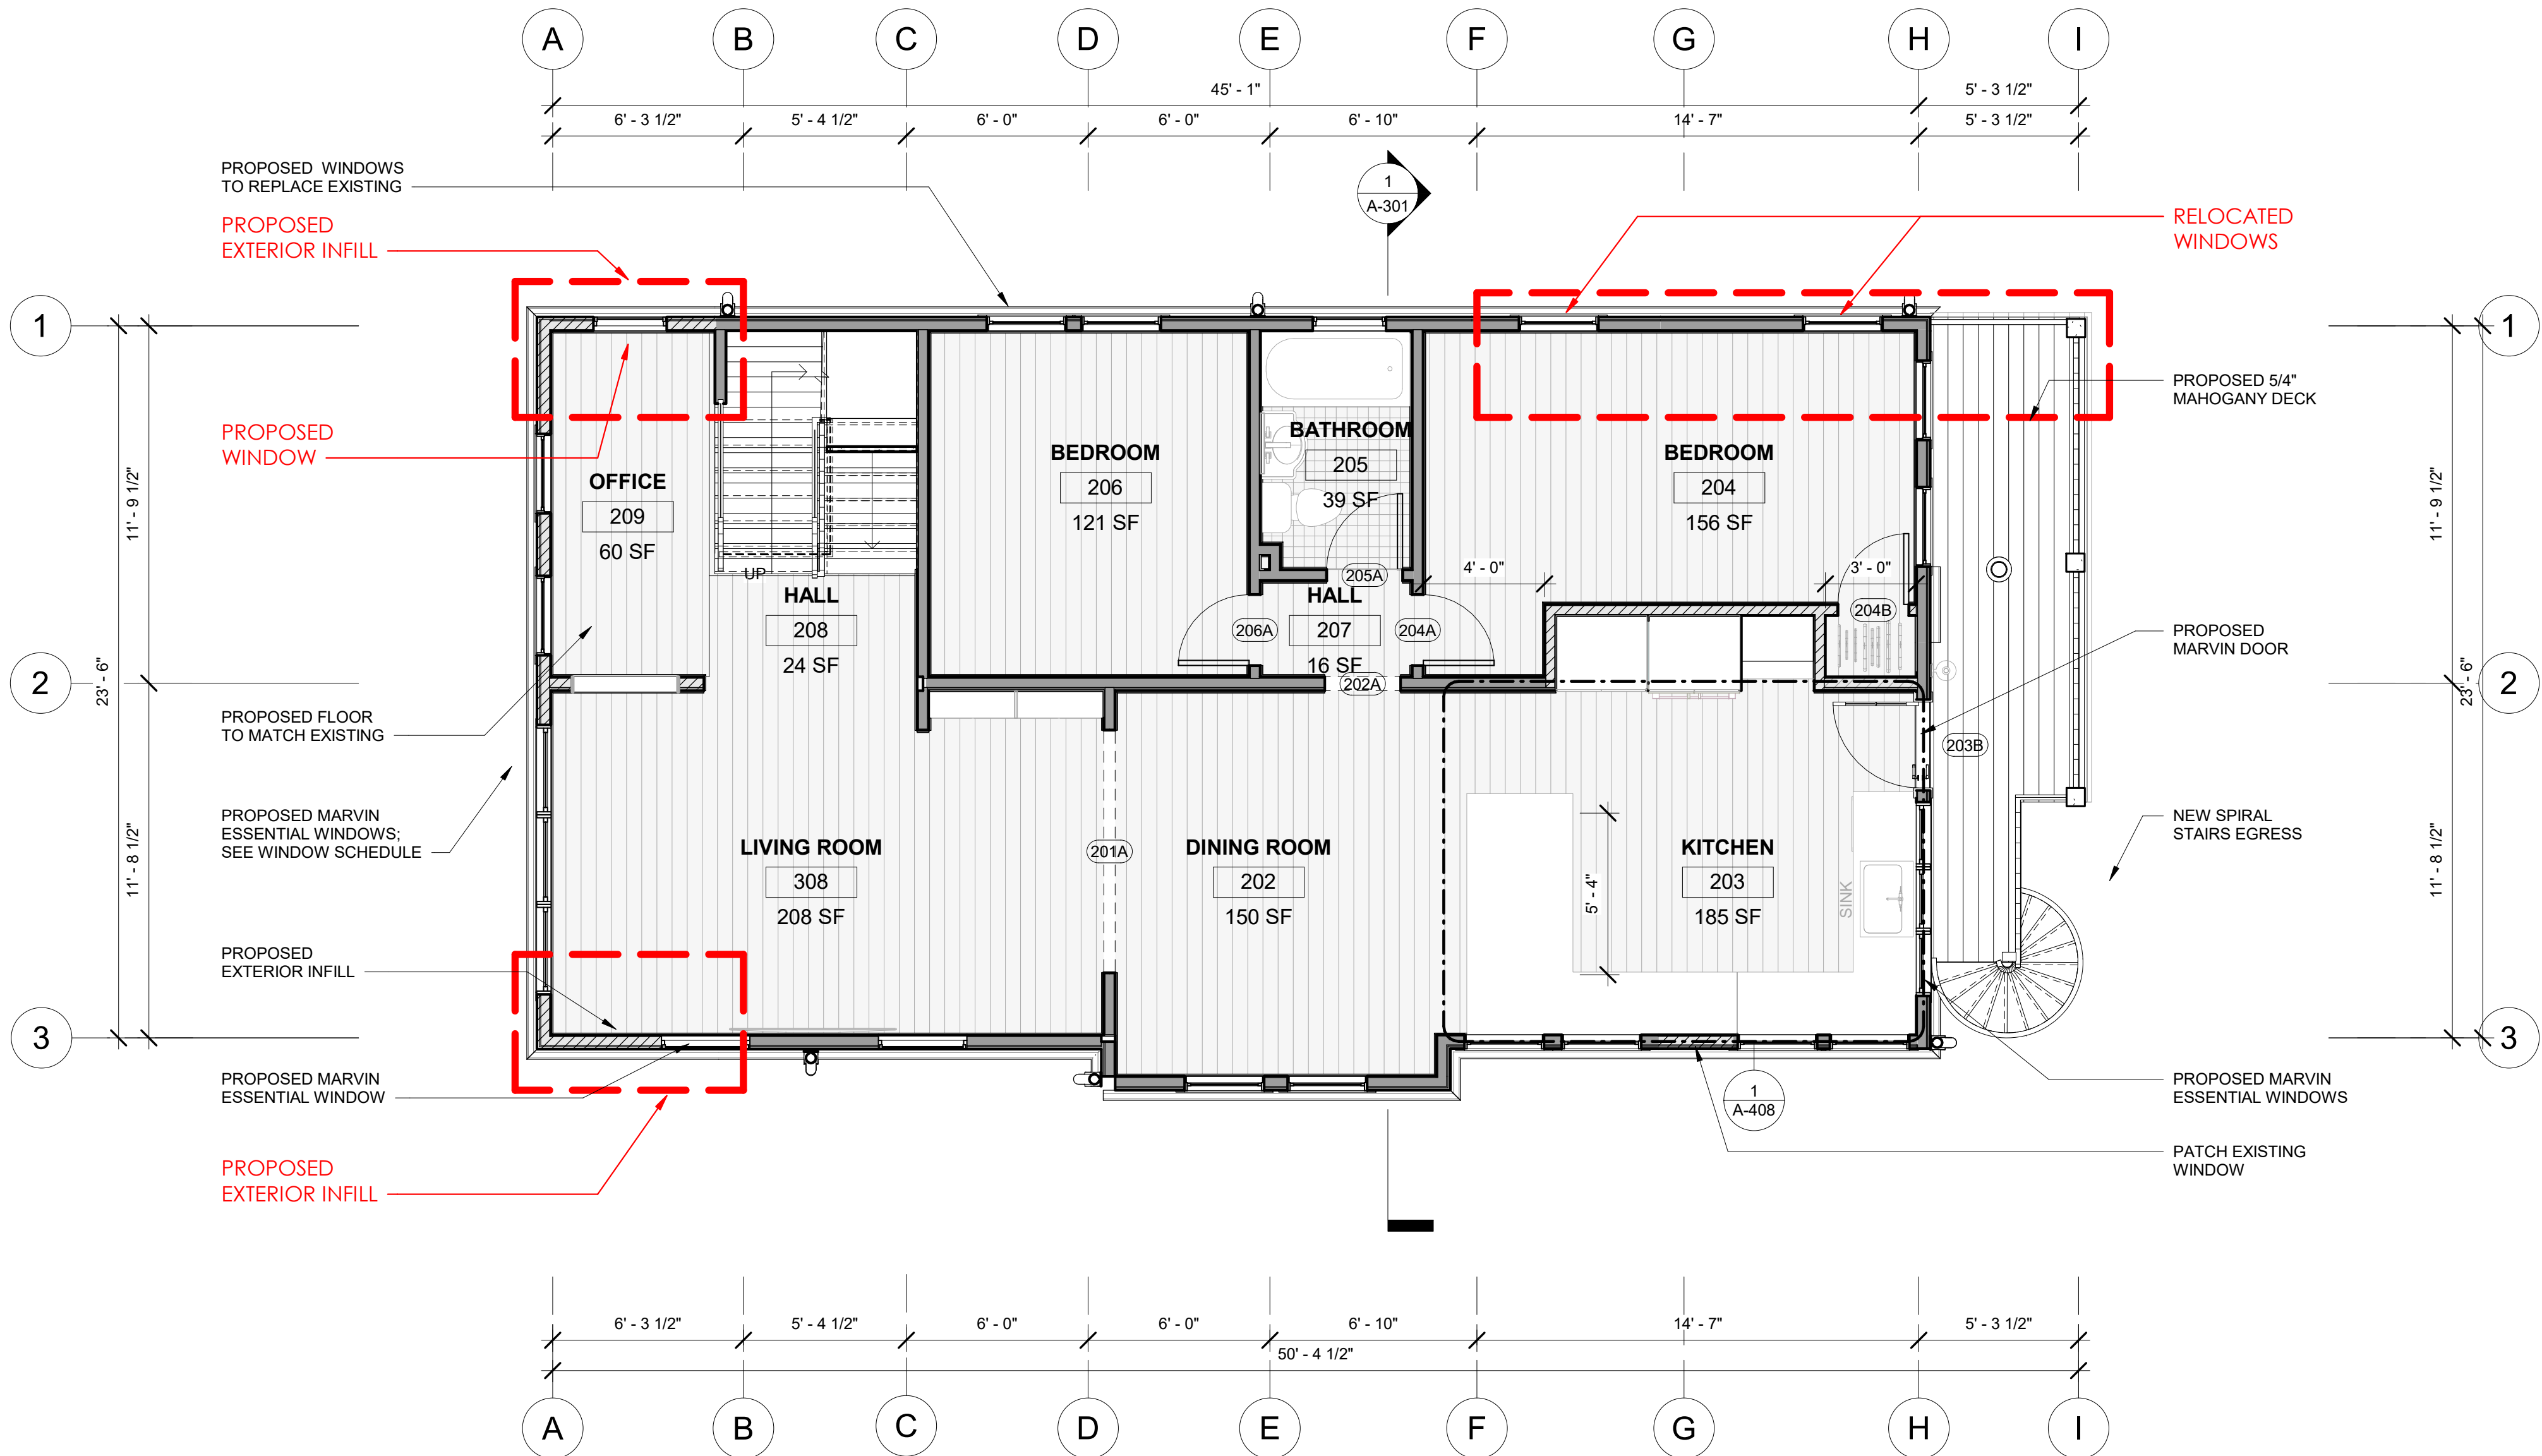 A B C D E F G H I
45' - 1" 5' - 3 1/2"
6' - 3 1/2" 5' - 4 1/2" 6' - 0" 6' - 0" 6' - 10" 14' - 7" 5' - 3 1/2"
PROPOSED WINDOWS
TO REPLACE EXISTING
1
A-301
PROPOSED
EXTERIOR INFILL
RELOCATED
WINDOWS
1
1
PROPOSED 5/4"
MAHOGANY DECK
PROPOSED
WINDOW
OFFICE
209
60 SF
BEDROOM
206
121 SF
BATHROOM
205
39 SF
BEDROOM
204
156 SF
11' - 9 1/2"
11' - 9 1/2"
UP
205A
4' - 0"
3' - 0"
HALL
208
24 SF
206A
HALL
207
16 SF
204A
204B
PROPOSED
MARVIN DOOR
2
23' - 6"
202A
23' - 6"
2
PROPOSED FLOOR
TO MATCH EXISTING
203B
PROPOSED MARVIN
ESSENTIAL WINDOWS;
SEE WINDOW SCHEDULE
NEW SPIRAL
STAIRS EGRESS
11' - 8 1/2"
LIVING ROOM
308
208 SF
201A
DINING ROOM
202
150 SF
5' - 4"
KITCHEN
203
185 SF
SINK
11' - 8 1/2"
PROPOSED
EXTERIOR INFILL
3
3
PROPOSED MARVIN
ESSENTIAL WINDOW
1
A-408
PROPOSED MARVIN
ESSENTIAL WINDOWS
PROPOSED
EXTERIOR INFILL
PATCH EXISTING
WINDOW
6' - 3 1/2" 5' - 4 1/2" 6' - 0" 6' - 0" 6' - 10" 14' - 7" 5' - 3 1/2"
50' - 4 1/2"
A B C D E F G H I